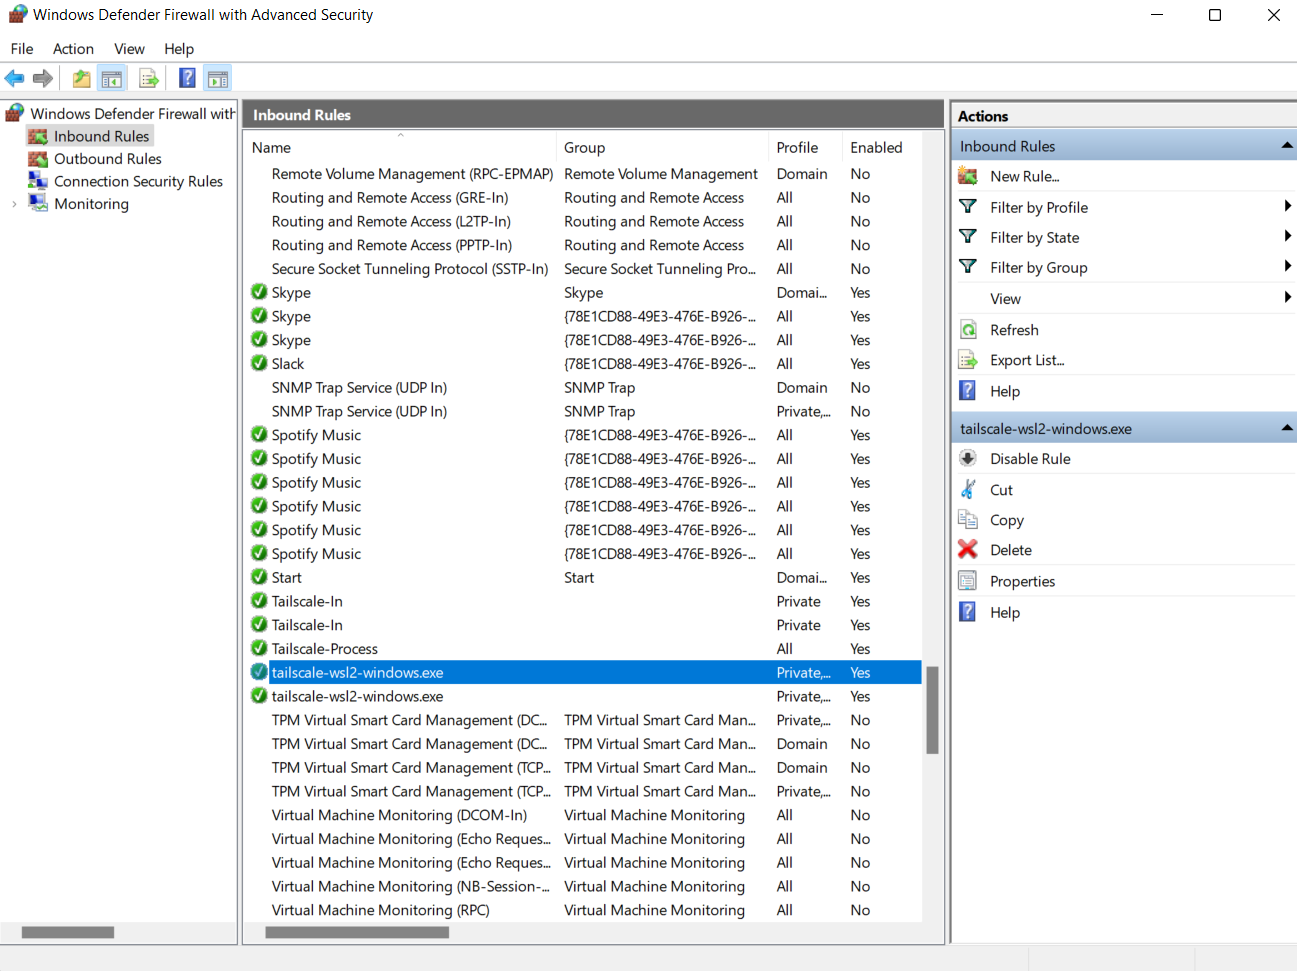 Windows Defender Firewall with Advanced Security
File Action View Help
Windows Defender Firewall with
Inbound Rules
Outbound Rules
Connection Security Rules
Monitoring
Inbound Rules
Name Group Profile Enabled
Remote Volume Management (RPC-EPMAP) Remote Volume Management Domain No
Routing and Remote Access (GRE-In) Routing and Remote Access All No
Routing and Remote Access (L2TP-In) Routing and Remote Access All No
Routing and Remote Access (PPTP-In) Routing and Remote Access All No
Secure Socket Tunneling Protocol (SSTP-In) Secure Socket Tunneling Pro... All No
Skype Skype Domai... Yes
Skype {78E1CD88-49E3-476E-B926-... All Yes
Skype {78E1CD88-49E3-476E-B926-... All Yes
Slack {78E1CD88-49E3-476E-B926-... All Yes
SNMP Trap Service (UDP In) SNMP Trap Domain No
SNMP Trap Service (UDP In) SNMP Trap Private,... No
Spotify Music {78E1CD88-49E3-476E-B926-... All Yes
Spotify Music {78E1CD88-49E3-476E-B926-... All Yes
Spotify Music {78E1CD88-49E3-476E-B926-... All Yes
Spotify Music {78E1CD88-49E3-476E-B926-... All Yes
Spotify Music {78E1CD88-49E3-476E-B926-... All Yes
Spotify Music {78E1CD88-49E3-476E-B926-... All Yes
Start Start Domai... Yes
Tailscale-In Private Yes
Tailscale-In Private Yes
Tailscale-Process All Yes
tailscale-wsl2-windows.exe Private,... Yes
tailscale-wsl2-windows.exe Private,... Yes
TPM Virtual Smart Card Management (DC... TPM Virtual Smart Card Man... Private,... No
TPM Virtual Smart Card Management (DC... TPM Virtual Smart Card Man... Domain No
TPM Virtual Smart Card Management (TCP... TPM Virtual Smart Card Man... Domain No
TPM Virtual Smart Card Management (TCP... TPM Virtual Smart Card Man... Private,... No
Virtual Machine Monitoring (DCOM-In) Virtual Machine Monitoring All No
Virtual Machine Monitoring (Echo Reques... Virtual Machine Monitoring All No
Virtual Machine Monitoring (Echo Reques... Virtual Machine Monitoring All No
Virtual Machine Monitoring (NB-Session-... Virtual Machine Monitoring All No
Virtual Machine Monitoring (RPC) Virtual Machine Monitoring All No
Actions
Inbound Rules
New Rule...
Filter by Profile
Filter by State
Filter by Group
View
Refresh
Export List...
Help
tailscale-wsl2-windows.exe
Disable Rule
Cut
Copy
Delete
Properties
Help